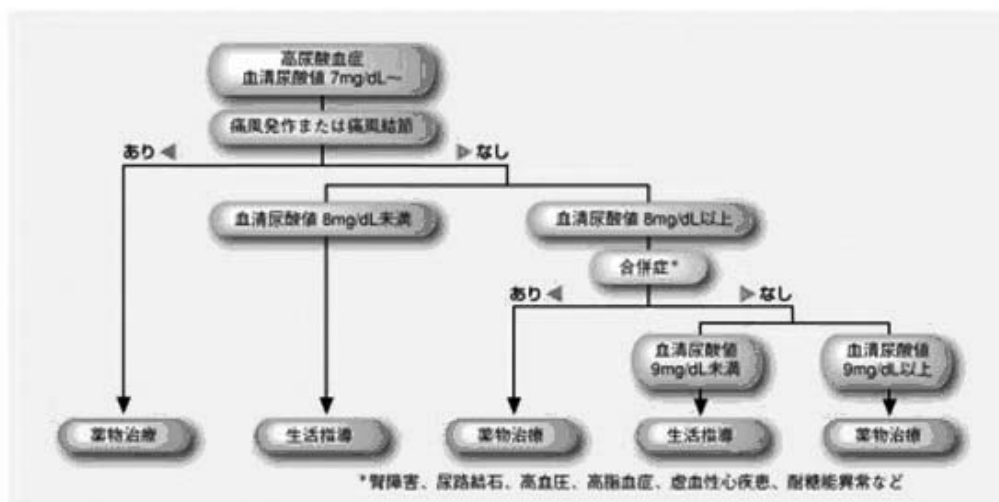 高尿酸血症
血清尿酸値 7mg/dL～
痛風発作または痛風結節
あり
なし
血清尿酸値 8mg/dL未満
血清尿酸値 8mg/dL以上
合併症*
あり
なし
血清尿酸値
9mg/dL未満
血清尿酸値
9mg/dL以上
薬物治療
生活指導
薬物治療
生活指導
薬物治療
*腎障害、尿路結石、高血圧、高脂血症、虚血性心疾患、耐糖能異常など